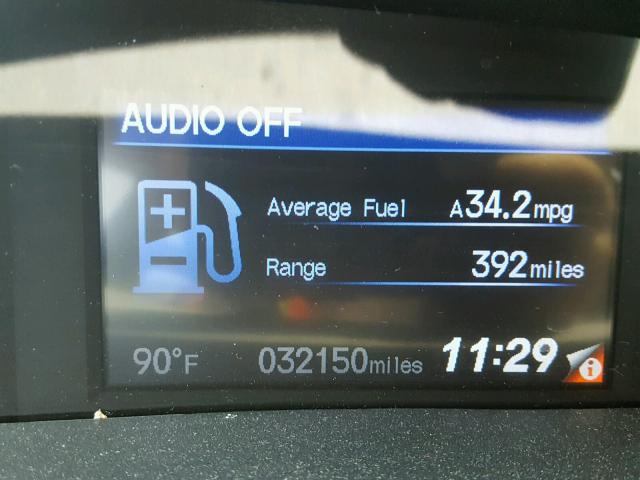 AUDIO OFF
Average Fuel A34.2mpg
Range 392miles
90°F 032150miles 11:29 i